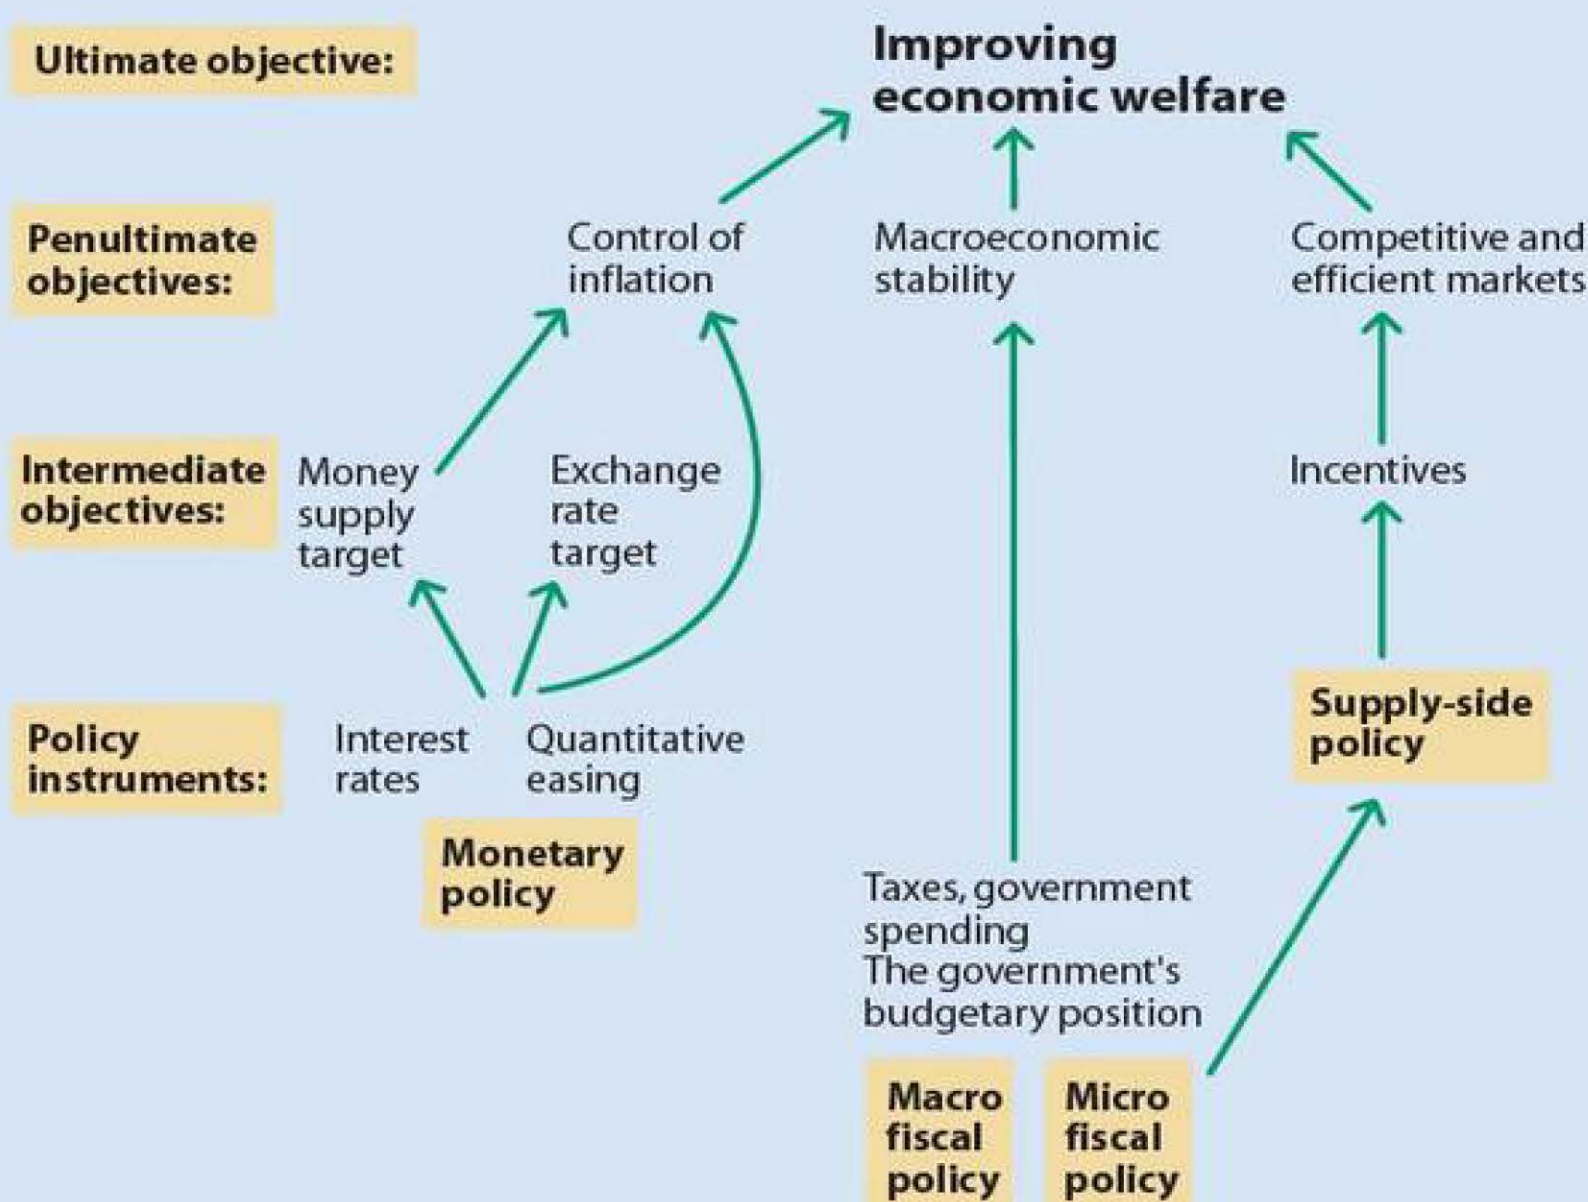 Ultimate objective:
Improving
economic welfare
Penultimate
objectives:
Control of
inflation
Macroeconomic
stability
Competitive and
efficient markets
Intermediate
objectives:
Money
supply
target
Exchange
rate
target
Incentives
Policy
instruments:
Interest
rates
Quantitative
easing
Monetary
policy
Supply-side
policy
Taxes, government
spending
The government's
budgetary position
Macro
fiscal
policy
Micro
fiscal
policy